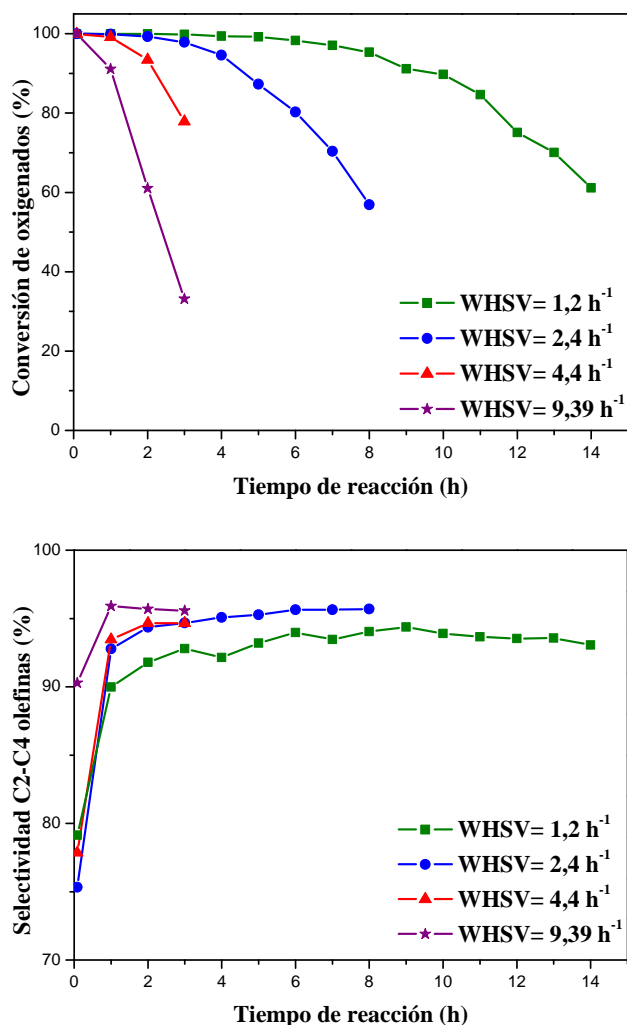 100
80
60
40
20
0
Conversión de oxigenados (%)
WHSV= 1,2 h⁻¹
WHSV= 2,4 h⁻¹
WHSV= 4,4 h⁻¹
WHSV= 9,39 h⁻¹
0 2 4 6 8 10 12 14
Tiempo de reacción (h)
100
90
80
70
Selectividad C2-C4 olefinas (%)
WHSV= 1,2 h⁻¹
WHSV= 2,4 h⁻¹
WHSV= 4,4 h⁻¹
WHSV= 9,39 h⁻¹
0 2 4 6 8 10 12 14
Tiempo de reacción (h)